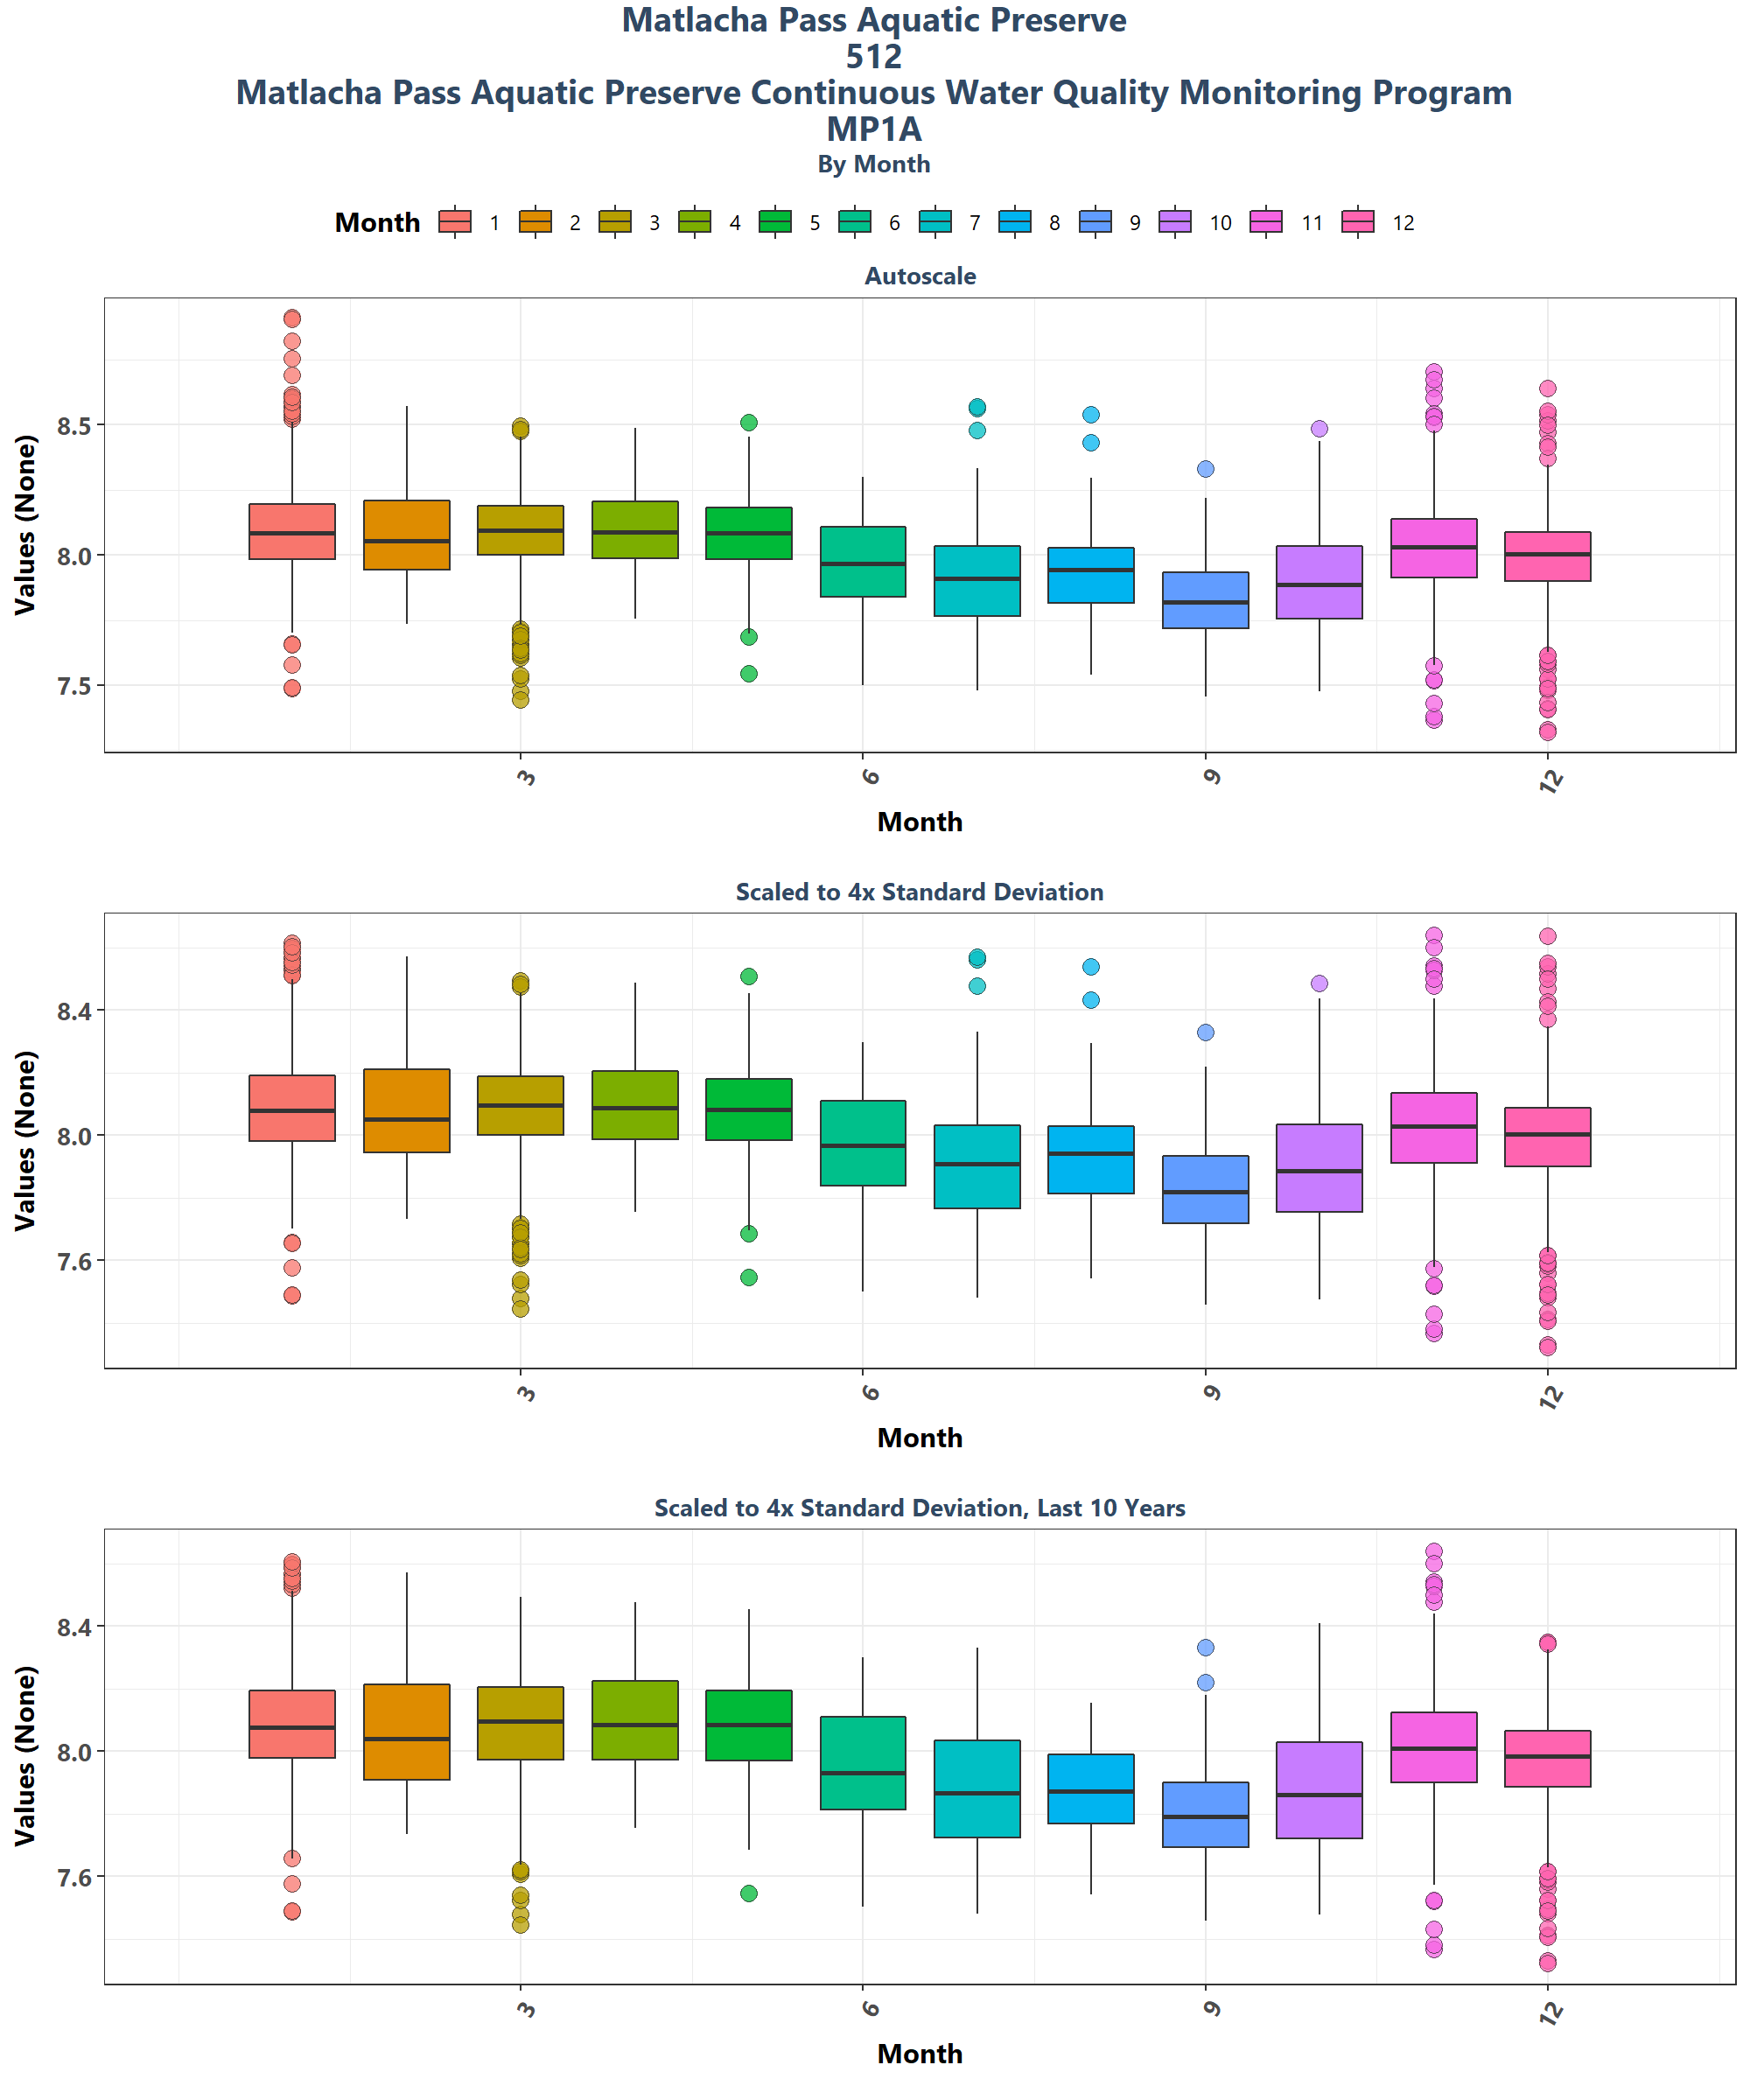 Matlacha Pass Aquatic Preserve
512
Matlacha Pass Aquatic Preserve Continuous Water Quality Monitoring Program
MP1A
By Month
Month 1 2 3 4 5 6 7 8 9 10 11 12
Autoscale
Values (None)
8.5
8.0
7.5
3 6 9 12
Month
Scaled to 4x Standard Deviation
Values (None)
8.4
8.0
7.6
3 6 9 12
Month
Scaled to 4x Standard Deviation, Last 10 Years
Values (None)
8.4
8.0
7.6
3 6 9 12
Month